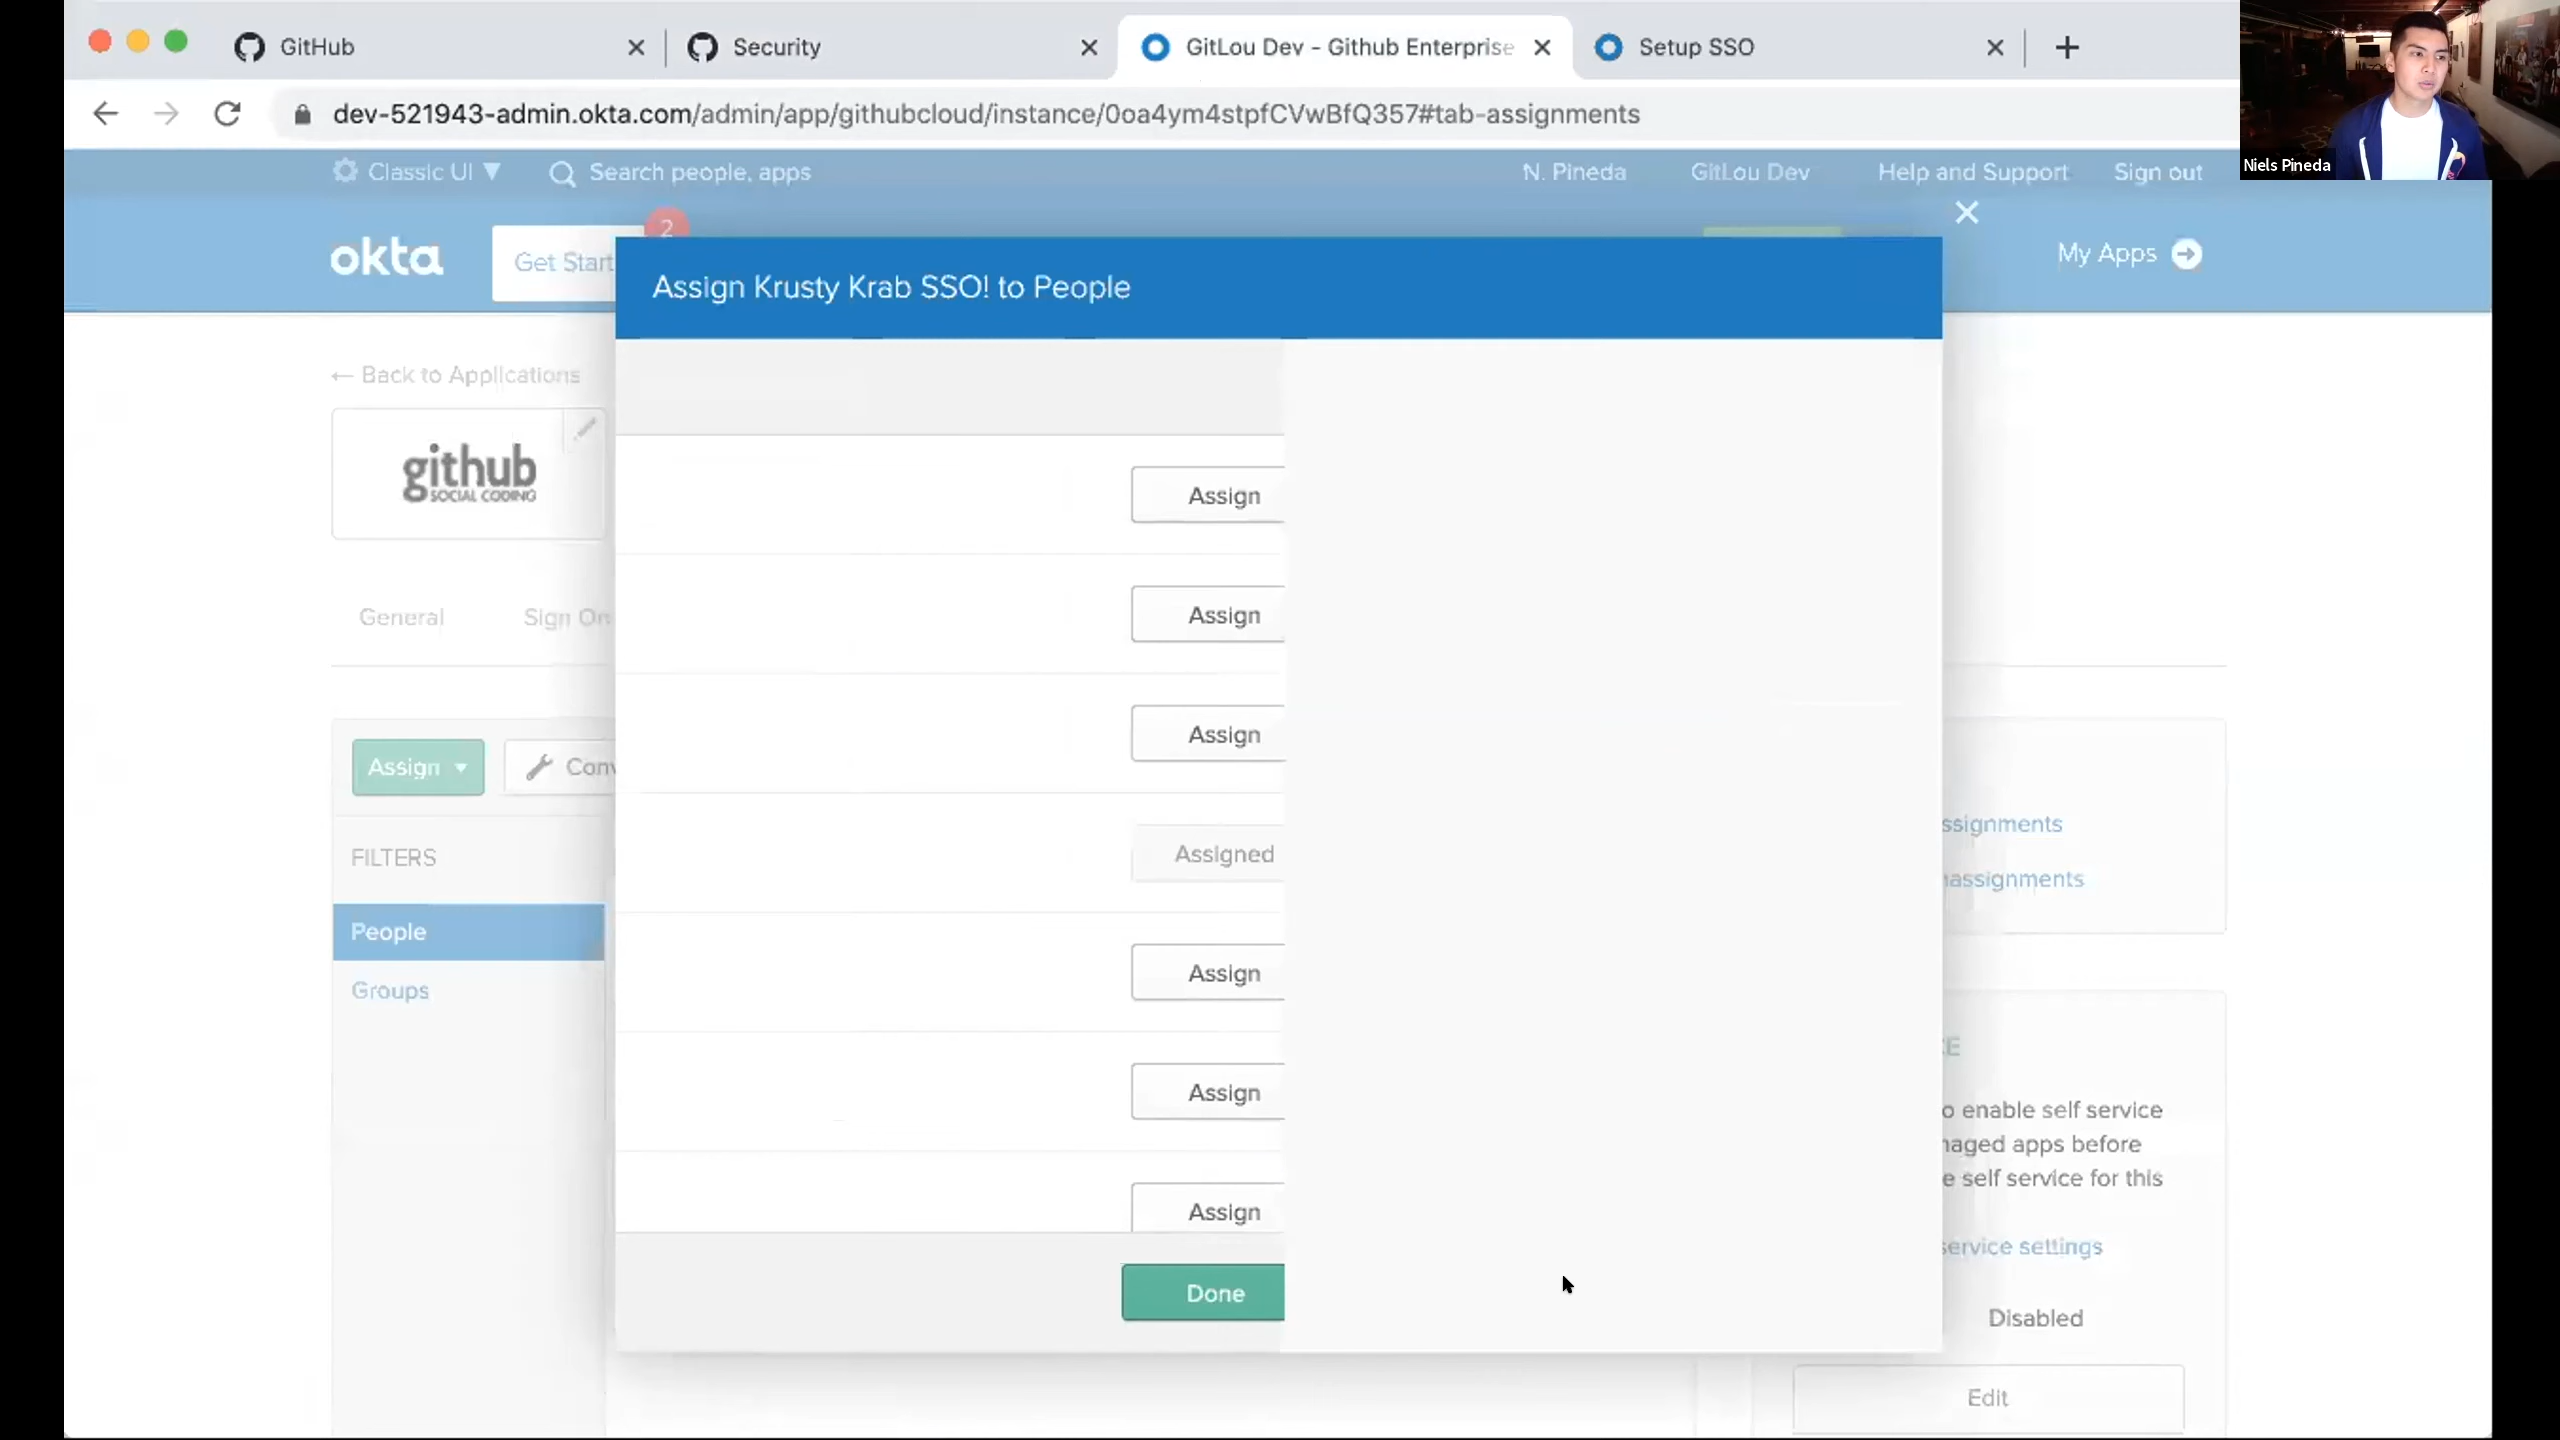 GitHub
Security
GitLou Dev - Github Enterprise
Setup SSO
dev-521943-admin.okta.com/admin/app/githubcloud/instance/0oa4ym4stpfCVwBfQ357#tab-assignments
Niels Pineda
Classic UI
Search people, apps
N. Pineda
GitLou Dev
Help and Support
Sign out
okta
Get Start
2
My Apps
Assign Krusty Krab SSO! to People
← Back to Applications
github
SOCIAL CODING
General
Sign On
Assign
Conv
FILTERS
People
Groups
Assign
Assign
Assign
Assigned
Assign
Assign
Assign
Done
ssignments
assignments
E
o enable self service
naged apps before
e self service for this
service settings
Disabled
Edit